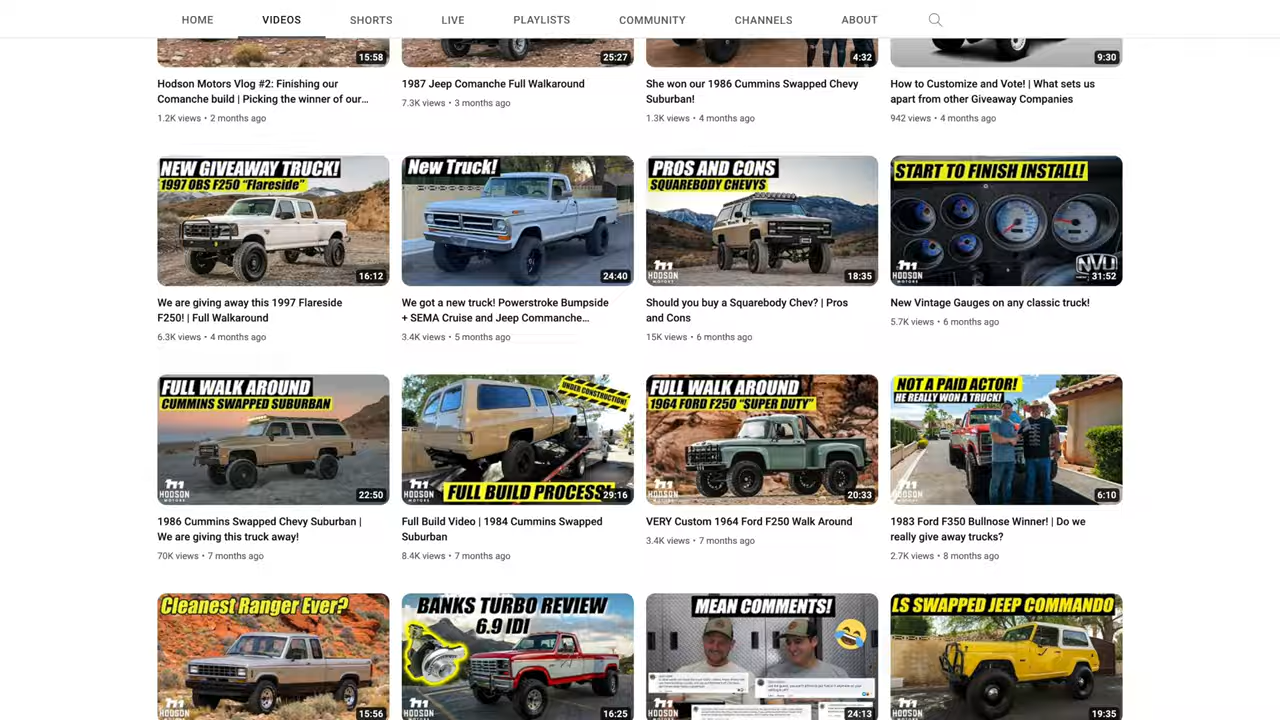 HOME VIDEOS SHORTS LIVE PLAYLISTS COMMUNITY CHANNELS ABOUT
15:58
25:27
4:32
9:30
Hodson Motors Vlog #2: Finishing our
Comanche build | Picking the winner of our…
1.2K views • 2 months ago
1987 Jeep Comanche Full Walkaround
7.3K views • 3 months ago
She won our 1986 Cummins Swapped Chevy
Suburban!
1.3K views • 4 months ago
How to Customize and Vote! | What sets us
apart from other Giveaway Companies
942 views • 4 months ago
NEW GIVEAWAY TRUCK!
1997 OBS F250 "Flareside"
16:12
We are giving away this 1997 Flareside
F250! | Full Walkaround
6.3K views • 4 months ago
New Truck!
24:40
We got a new truck! Powerstroke Bumpside
+ SEMA Cruise and Jeep Commanche…
3.4K views • 5 months ago
PROS AND CONS
SQUAREBODY CHEVYS
HODSON
MOTORS
18:35
Should you buy a Squarebody Chev? | Pros
and Cons
15K views • 6 months ago
START TO FINISH INSTALL!
HODSON
MOTORS
NVU
31:52
New Vintage Gauges on any classic truck!
5.7K views • 6 months ago
FULL WALK AROUND
CUMMINS SWAPPED SUBURBAN
HODSON
MOTORS
22:50
1986 Cummins Swapped Chevy Suburban |
We are giving this truck away!
70K views • 7 months ago
UNDER CONSTRUCTION!
HODSON
MOTORS
FULL BUILD PROCESS!
29:16
Full Build Video | 1984 Cummins Swapped
Suburban
8.4K views • 7 months ago
FULL WALK AROUND
1964 FORD F250 "SUPER DUTY"
HODSON
MOTORS
20:33
VERY Custom 1964 Ford F250 Walk Around
3.4K views • 7 months ago
NOT A PAID ACTOR!
HE REALLY WON A TRUCK!
HODSON
MOTORS
6:10
1983 Ford F350 Bullnose Winner! | Do we
really give away trucks?
2.7K views • 8 months ago
Cleanest Ranger Ever?
HODSON
15:56
BANKS TURBO REVIEW
6.9 IDI
HODSON
16:25
MEAN COMMENTS!
24:13
LS SWAPPED JEEP COMMANDO
HODSON
19:35